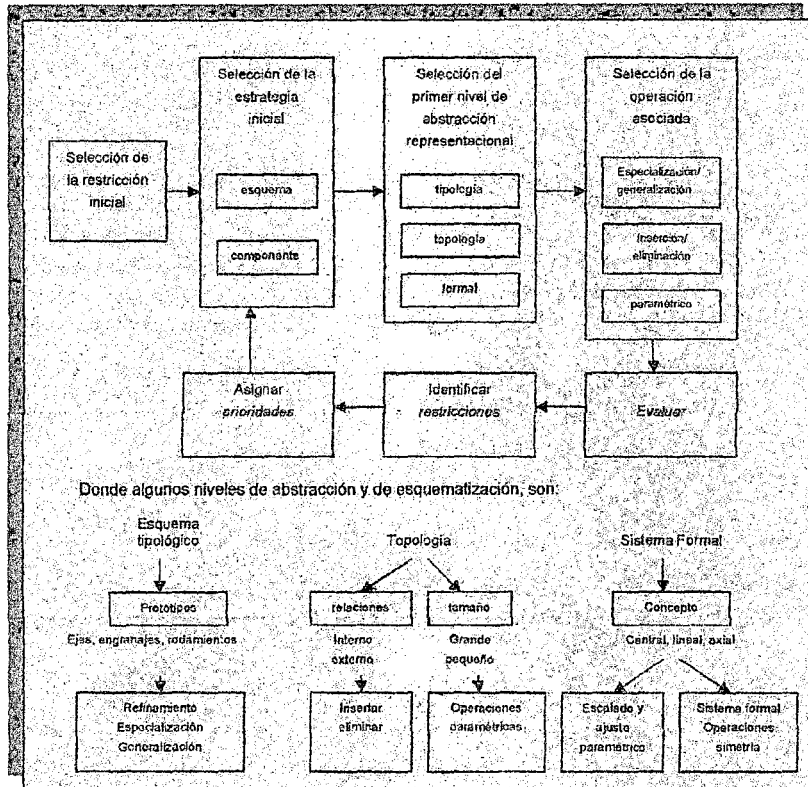 Selección de la
restricción
inicial
Selección de la
estrategia
inicial
esquema
componente
Selección del
primer nivel de
abstracción
representacional
tipología
topología
formal
Selección de la
operación
asociada
Especialización/
generalización
Inserción/
eliminación
paramétrico
Asignar
prioridades
Identificar
restricciones
Evaluar
Donde algunos niveles de abstracción y de esquematización, son:
Esquema
tipológico
Prototipos
Ejes, engranajes, rodamientos
Refinamiento
Especialización
Generalización
Topología
relaciones
Interno
externo
Insertar
eliminar
tamaño
Grande
pequeño
Operaciones
paramétricas
Sistema Formal
Concepto
Central, lineal, axial
Escalado y
ajuste
paramétrico
Sistema formal
Operaciones
simetría